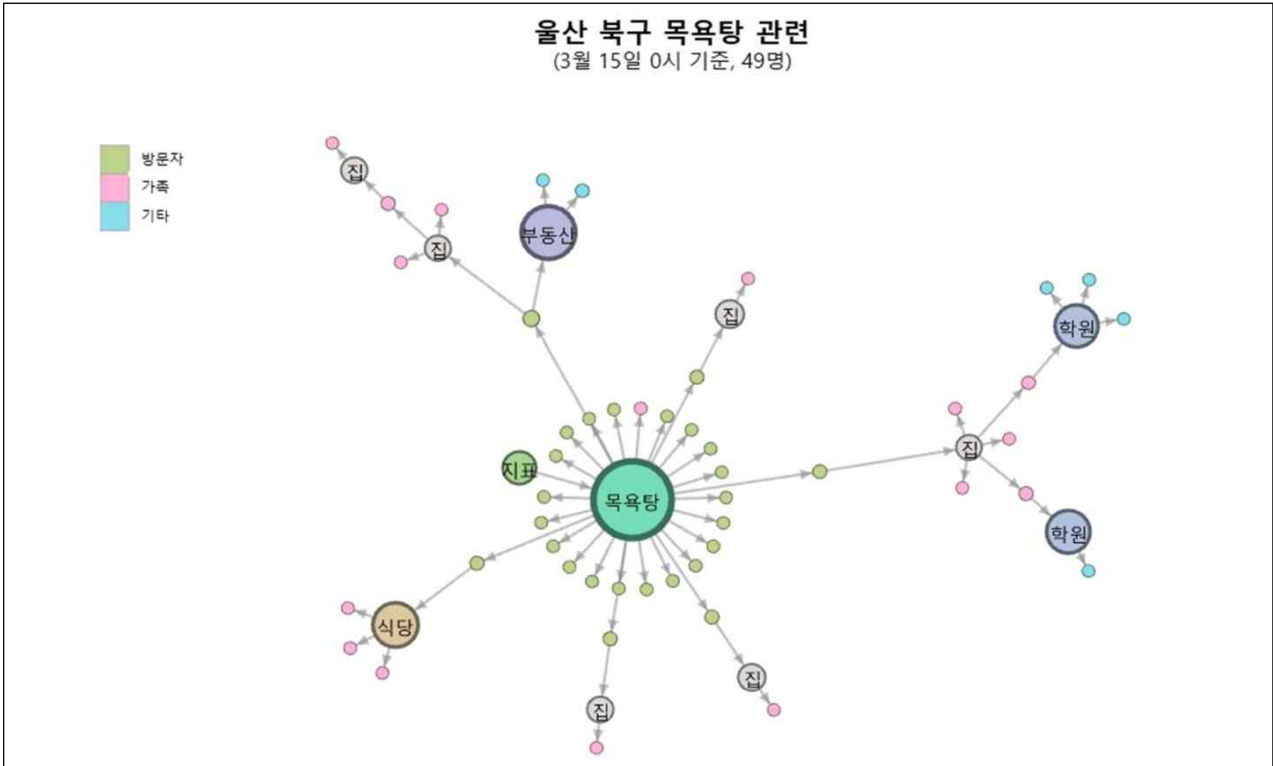 울산 북구 목욕탕 관련
(3월 15일 0시 기준, 49명)
방문자
가족
기타
집
부동산
집
집
학원
지표
목욕탕
집
학원
식당
집
집